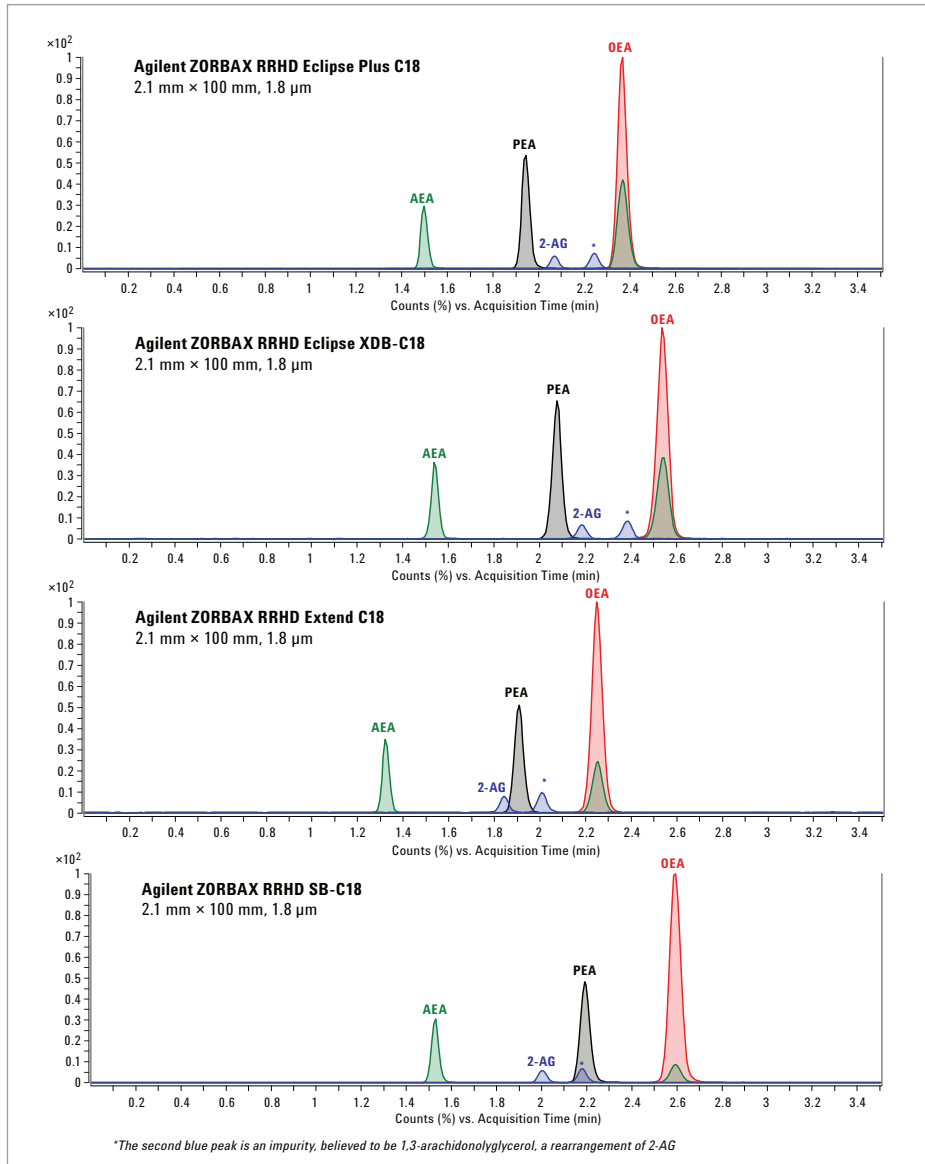 ×10²
Agilent ZORBAX RRHD Eclipse Plus C18
2.1 mm × 100 mm, 1.8 µm
OEA
PEA
AEA
2-AG
*
1
0.9
0.8
0.7
0.6
0.5
0.4
0.3
0.2
0.1
0
0.2 0.4 0.6 0.8 1 1.2 1.4 1.6 1.8 2 2.2 2.4 2.6 2.8 3 3.2 3.4
Counts (%) vs. Acquisition Time (min)
×10²
Agilent ZORBAX RRHD Eclipse XDB-C18
2.1 mm × 100 mm, 1.8 µm
OEA
PEA
AEA
2-AG
*
1
0.9
0.8
0.7
0.6
0.5
0.4
0.3
0.2
0.1
0
0.2 0.4 0.6 0.8 1 1.2 1.4 1.6 1.8 2 2.2 2.4 2.6 2.8 3 3.2 3.4
Counts (%) vs. Acquisition Time (min)
×10²
Agilent ZORBAX RRHD Extend C18
2.1 mm × 100 mm, 1.8 µm
OEA
PEA
AEA
2-AG
*
1
0.9
0.8
0.7
0.6
0.5
0.4
0.3
0.2
0.1
0
0.2 0.4 0.6 0.8 1 1.2 1.4 1.6 1.8 2 2.2 2.4 2.6 2.8 3 3.2 3.4
Counts (%) vs. Acquisition Time (min)
×10²
Agilent ZORBAX RRHD SB-C18
2.1 mm × 100 mm, 1.8 µm
OEA
PEA
AEA
2-AG
*
1
0.9
0.8
0.7
0.6
0.5
0.4
0.3
0.2
0.1
0
0.2 0.4 0.6 0.8 1 1.2 1.4 1.6 1.8 2 2.2 2.4 2.6 2.8 3 3.2 3.4
Counts (%) vs. Acquisition Time (min)
*The second blue peak is an impurity, believed to be 1,3-arachidonolyglycerol, a rearrangement of 2-AG